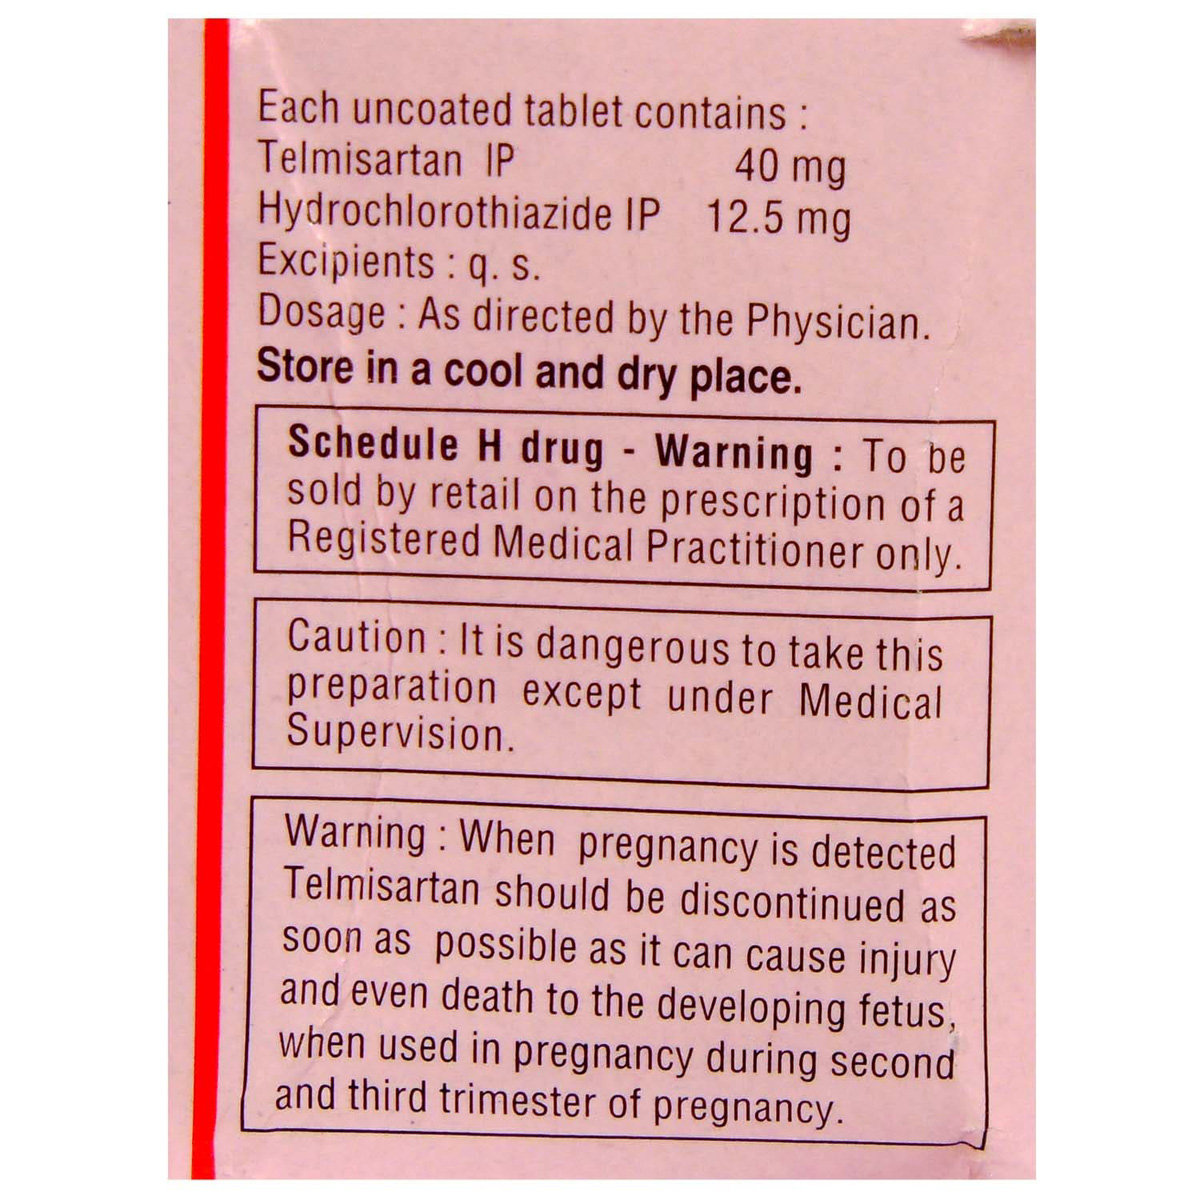 Each uncoated tablet contains :
Telmisartan IP 40 mg
Hydrochlorothiazide IP 12.5 mg
Excipients : q. s.
Dosage : As directed by the Physician.
Store in a cool and dry place.
Schedule H drug - Warning : To be
sold by retail on the prescription of a
Registered Medical Practitioner only.
Caution : It is dangerous to take this
preparation except under Medical
Supervision.
Warning : When pregnancy is detected
Telmisartan should be discontinued as
soon as possible as it can cause injury
and even death to the developing fetus,
when used in pregnancy during second
and third trimester of pregnancy.